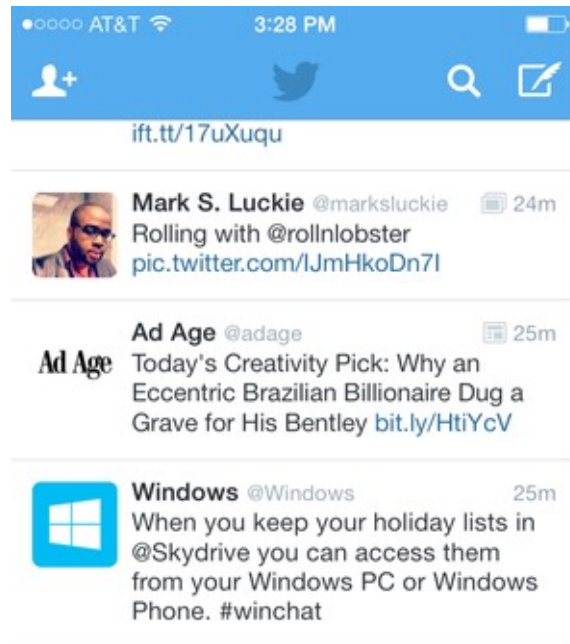 AT&T 3:28 PM
ift.tt/17uXuqu
Mark S. Luckie @marksluckie 24m
Rolling with @rollnlobster
pic.twitter.com/IJmHkoDn7I
Ad Age @adage 25m
Ad Age
Today's Creativity Pick: Why an
Eccentric Brazilian Billionaire Dug a
Grave for His Bentley bit.ly/HtiYcV
Windows @Windows 25m
When you keep your holiday lists in
@Skydrive you can access them
from your Windows PC or Windows
Phone. #winchat